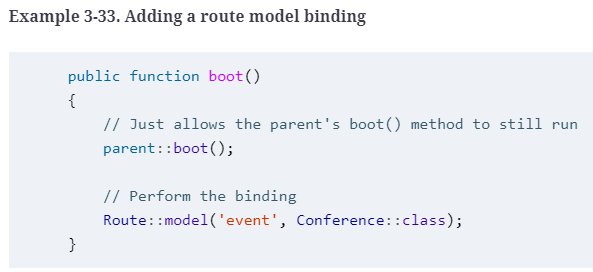 Example 3-33. Adding a route model binding
public function boot()
{
// Just allows the parent's boot() method to still run
parent::boot();
// Perform the binding
Route::model('event', Conference::class);
}